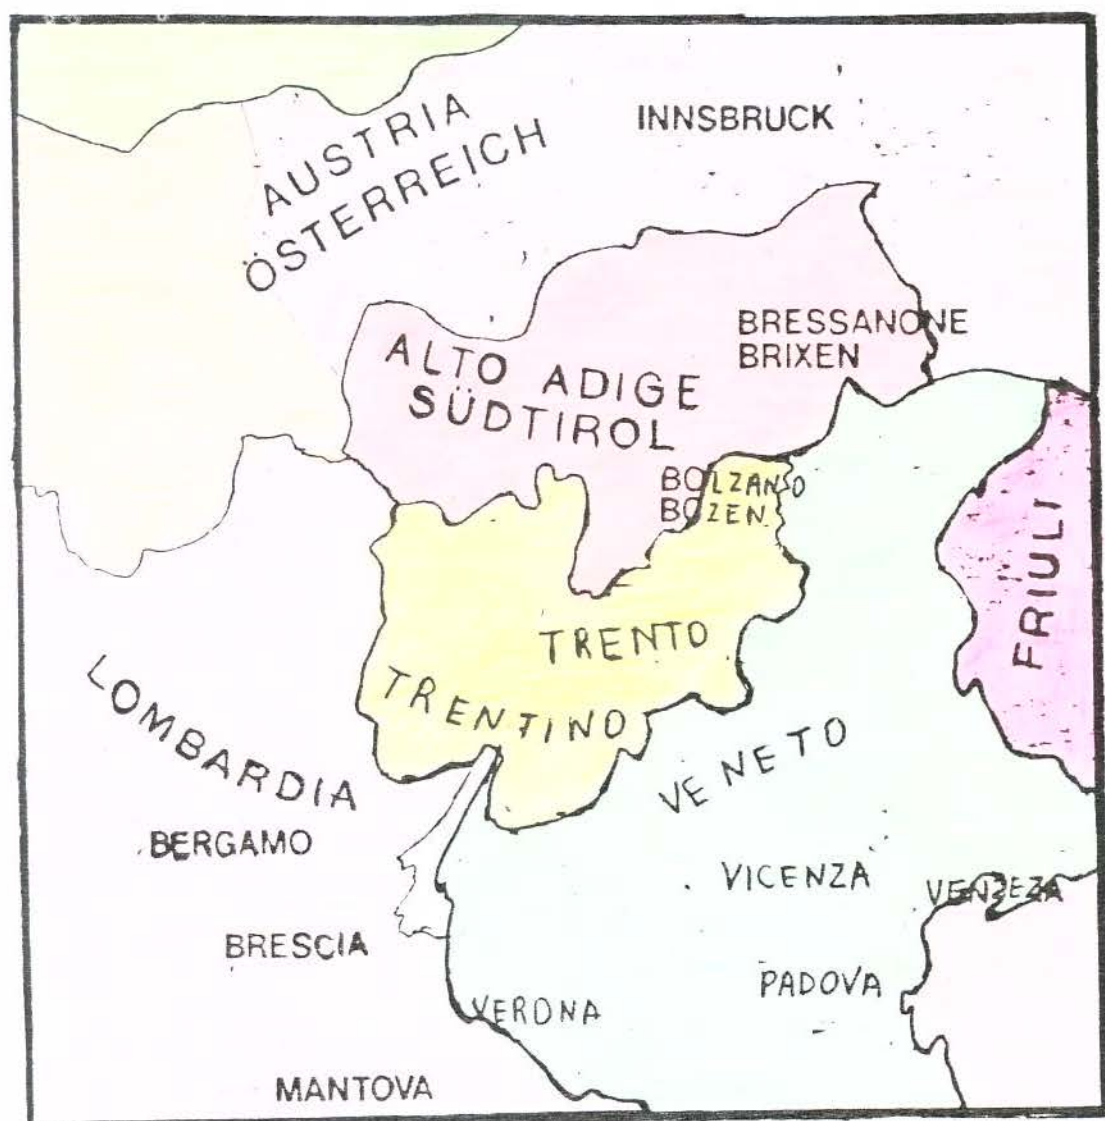 AUSTRIA
ÖSTERREICH
INNSBRUCK
BRESSANONE
BRIXEN
ALTO ADIGE
SÜDTIROL
BOLZANO
BOZEN
FRIULI
TRENTO
TRENTINO
LOMBARDIA
VENETO
BERGAMO
VICENZA
BRESCIA
PADOVA
VERONA
MANTOVA